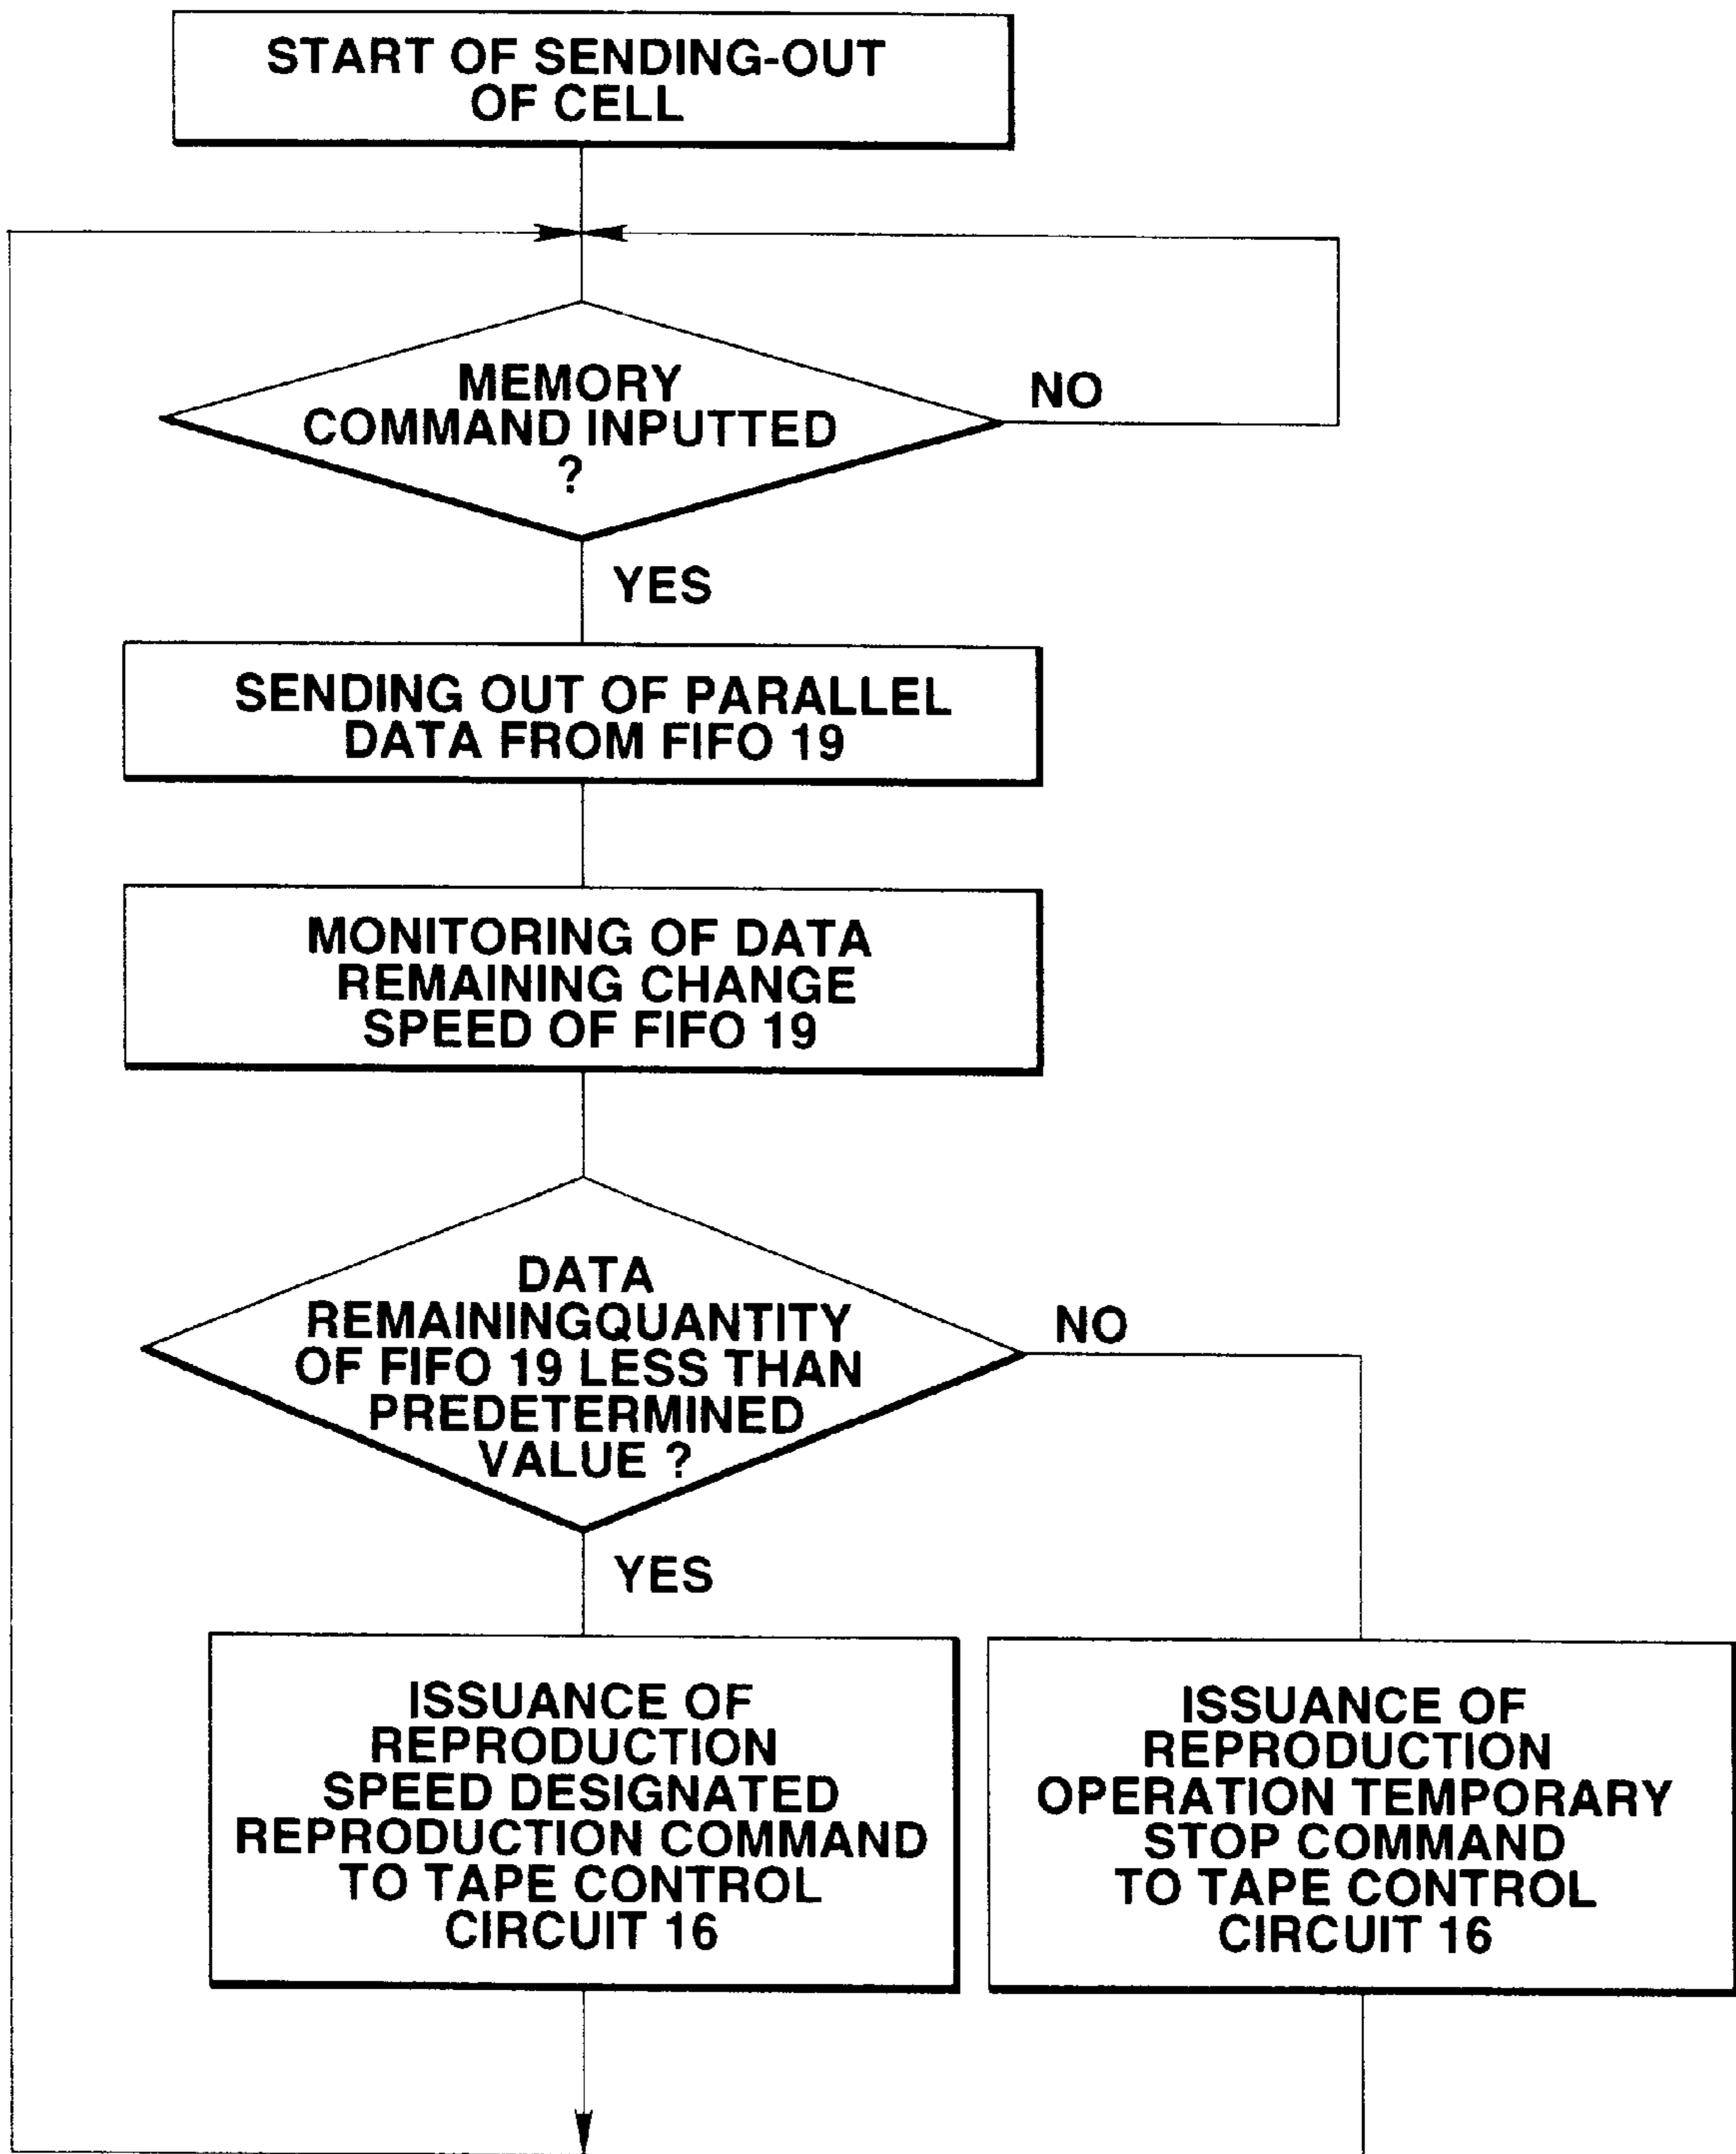 START OF SENDING-OUT
OF CELL
MEMORY
COMMAND INPUTTED
?
NO
YES
SENDING OUT OF PARALLEL
DATA FROM FIFO 19
MONITORING OF DATA
REMAINING CHANGE
SPEED OF FIFO 19
DATA
REMAININGQUANTITY
OF FIFO 19 LESS THAN
PREDETERMINED
VALUE ?
NO
YES
ISSUANCE OF
REPRODUCTION
SPEED DESIGNATED
REPRODUCTION COMMAND
TO TAPE CONTROL
CIRCUIT 16
ISSUANCE OF
REPRODUCTION
OPERATION TEMPORARY
STOP COMMAND
TO TAPE CONTROL
CIRCUIT 16